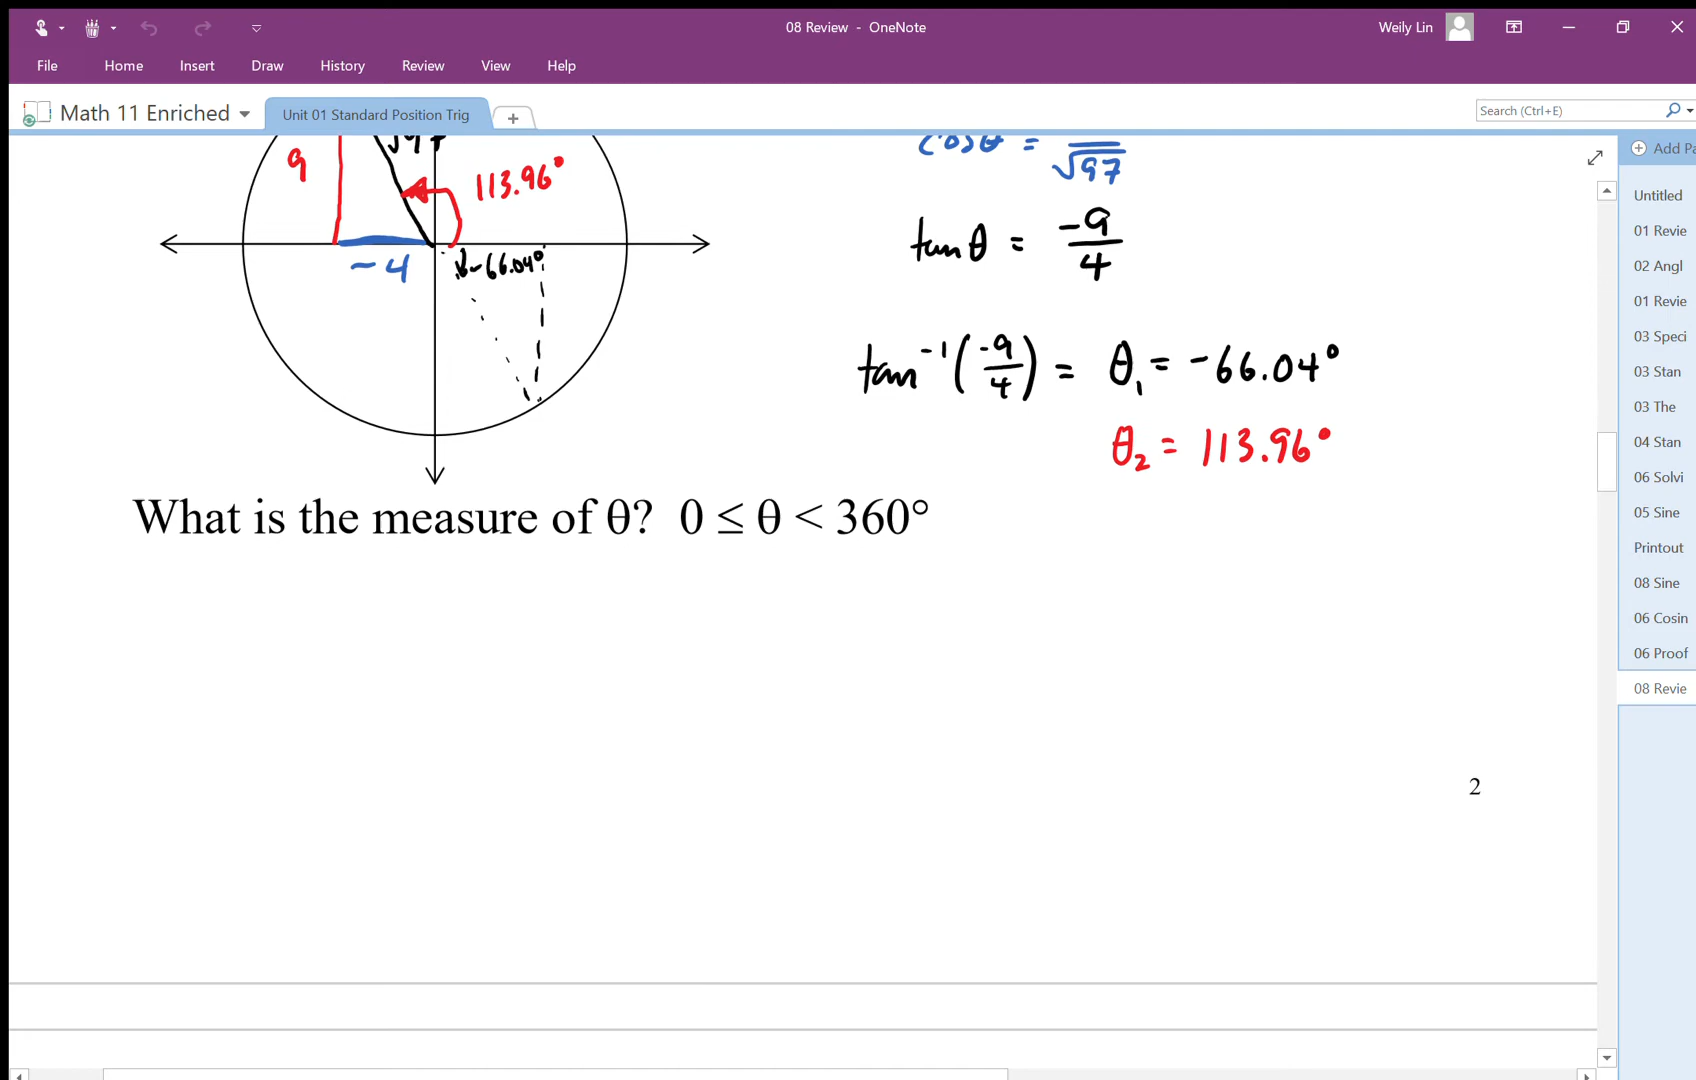 08 Review - OneNote
Weily Lin
File Home Insert Draw History Review View Help
Math 11 Enriched
Unit 01 Standard Position Trig
+
Search (Ctrl+E)
Add Pa
Untitled
01 Revie
02 Angl
01 Revie
03 Speci
03 Stan
03 The
04 Stan
06 Solvi
05 Sine
Printout
08 Sine
06 Cosin
06 Proof
08 Revie
√97
9
113.96°
-4
-66.04°
cosθ = /√97
tanθ = -9/4
tan⁻¹(-9/4) = θ₁ = -66.04°
θ₂ = 113.96°
What is the measure of θ? 0 ≤ θ < 360°
2